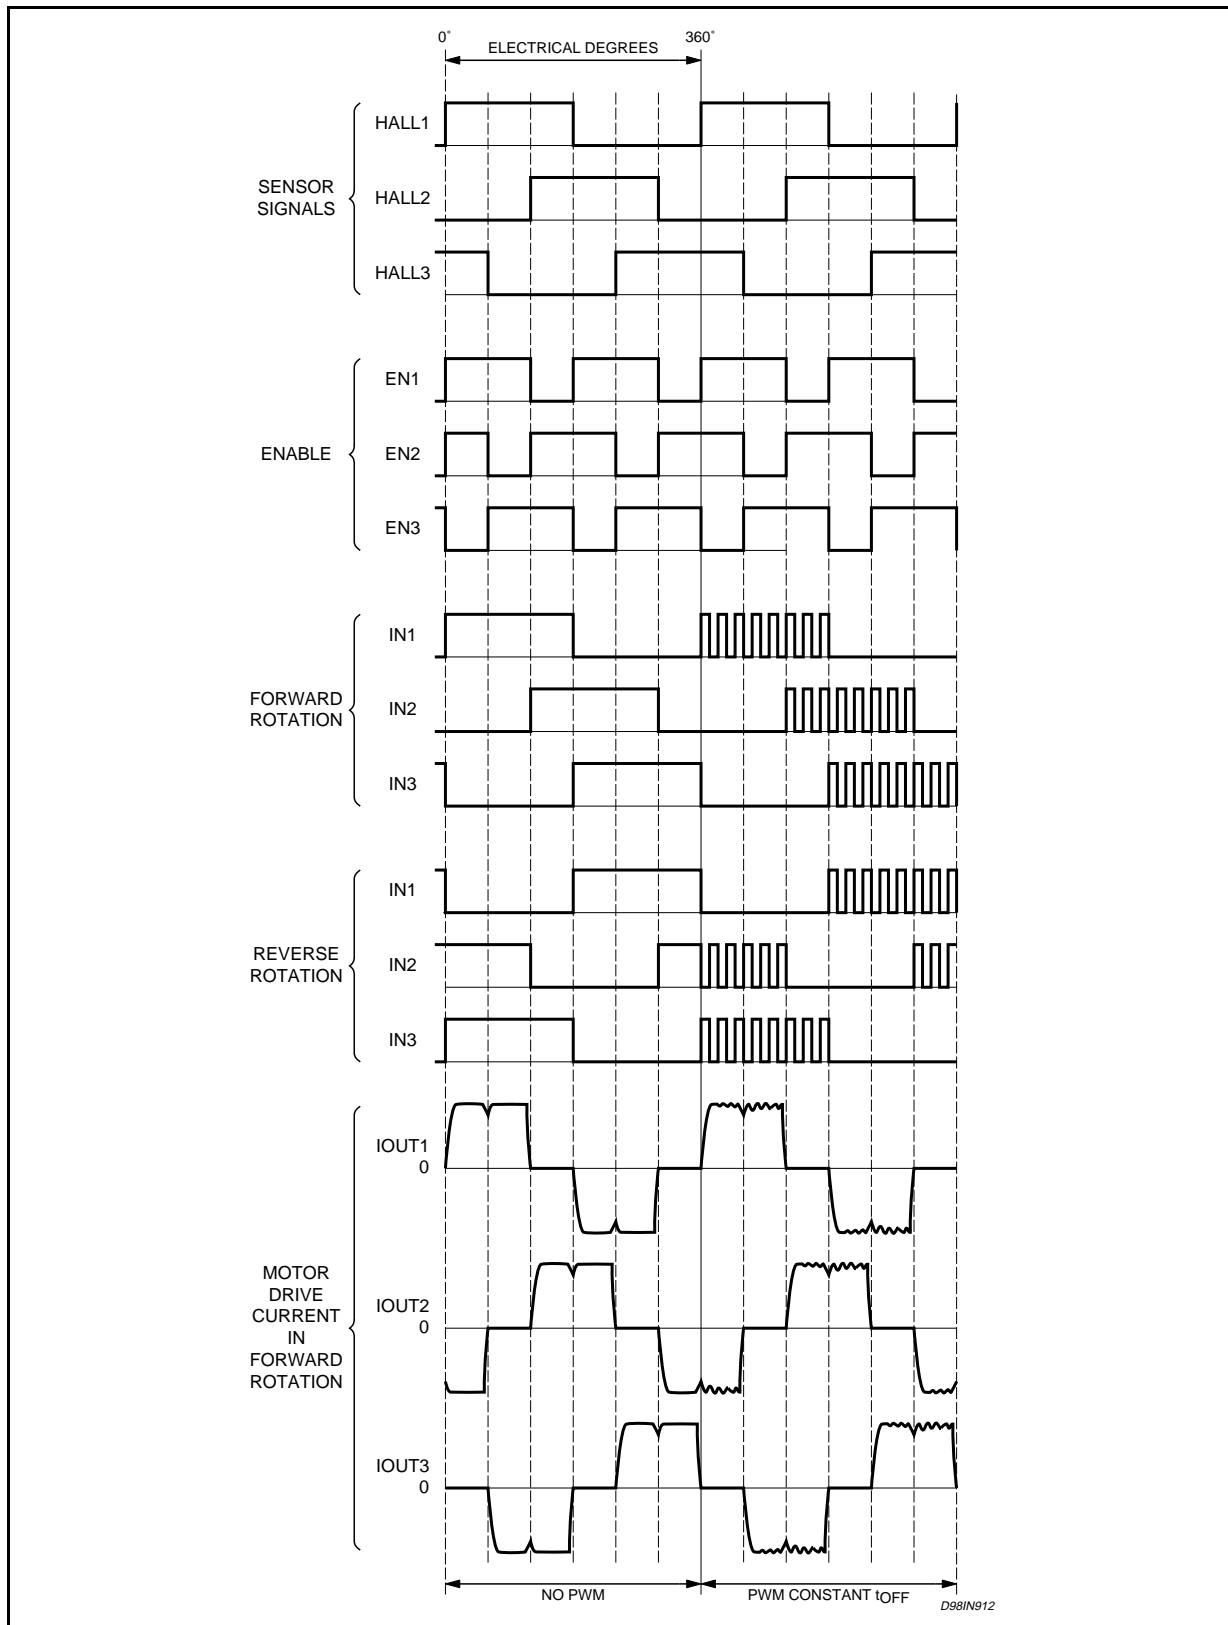 0°
360°
ELECTRICAL DEGREES
HALL1
SENSOR
SIGNALS
HALL2
HALL3
EN1
ENABLE
EN2
EN3
IN1
FORWARD
ROTATION
IN2
IN3
IN1
REVERSE
ROTATION
IN2
IN3
IOUT1
0
MOTOR
DRIVE
CURRENT
IN
FORWARD
ROTATION
IOUT2
0
IOUT3
0
NO PWM
PWM CONSTANT tOFF
D98IN912